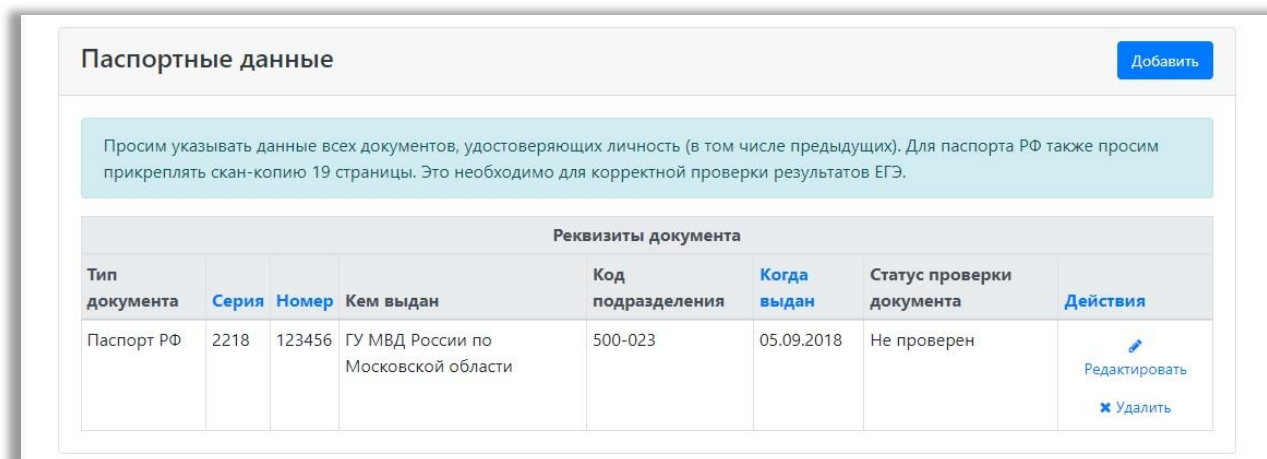 Паспортные данные
Добавить
Просим указывать данные всех документов, удостоверяющих личность (в том числе предыдущих). Для паспорта РФ также просим
прикреплять скан-копию 19 страницы. Это необходимо для корректной проверки результатов ЕГЭ.
Реквизиты документа
Тип документа Серия Номер Кем выдан Код подразделения Когда выдан Статус проверки документа Действия
Паспорт РФ 2218 123456 ГУ МВД России по 500-023 05.09.2018 Не проверен
Московской области
Редактировать
Удалить